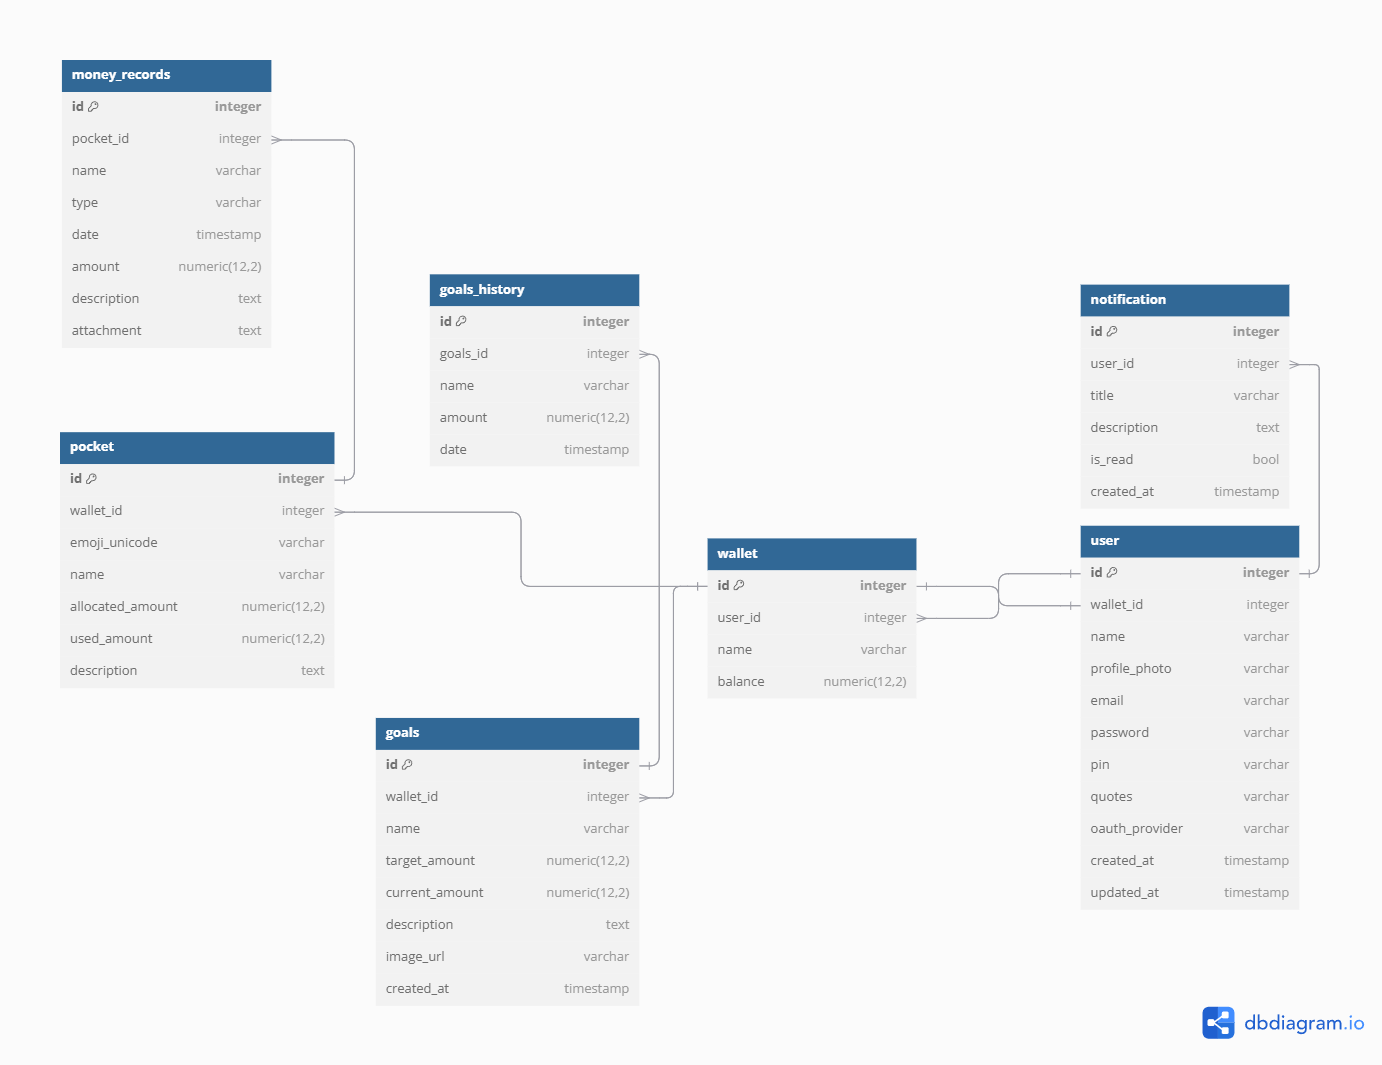 money_records
id integer
pocket_id integer
name varchar
type varchar
date timestamp
amount numeric(12,2)
description text
attachment text
goals_history
id integer
goals_id integer
name varchar
amount numeric(12,2)
date timestamp
notification
id integer
user_id integer
title varchar
description text
is_read bool
created_at timestamp
pocket
id integer
wallet_id integer
emoji_unicode varchar
name varchar
allocated_amount numeric(12,2)
used_amount numeric(12,2)
description text
wallet
id integer
user_id integer
name varchar
balance numeric(12,2)
user
id integer
wallet_id integer
name varchar
profile_photo varchar
email varchar
password varchar
pin varchar
quotes varchar
oauth_provider varchar
created_at timestamp
updated_at timestamp
goals
id integer
wallet_id integer
name varchar
target_amount numeric(12,2)
current_amount numeric(12,2)
description text
image_url varchar
created_at timestamp
dbdiagram.io